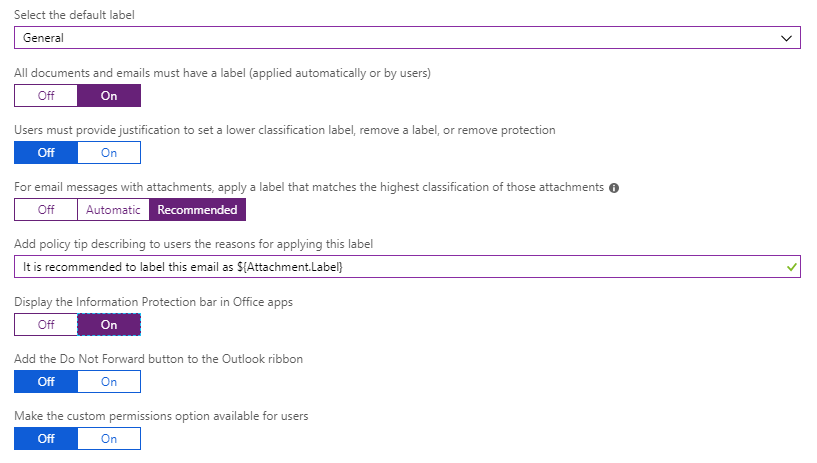 Select the default label
General
All documents and emails must have a label (applied automatically or by users)
Off On
Users must provide justification to set a lower classification label, remove a label, or remove protection
Off On
For email messages with attachments, apply a label that matches the highest classification of those attachments
Off Automatic Recommended
Add policy tip describing to users the reasons for applying this label
It is recommended to label this email as ${Attachment.Label}
Display the Information Protection bar in Office apps
Off On
Add the Do Not Forward button to the Outlook ribbon
Off On
Make the custom permissions option available for users
Off On